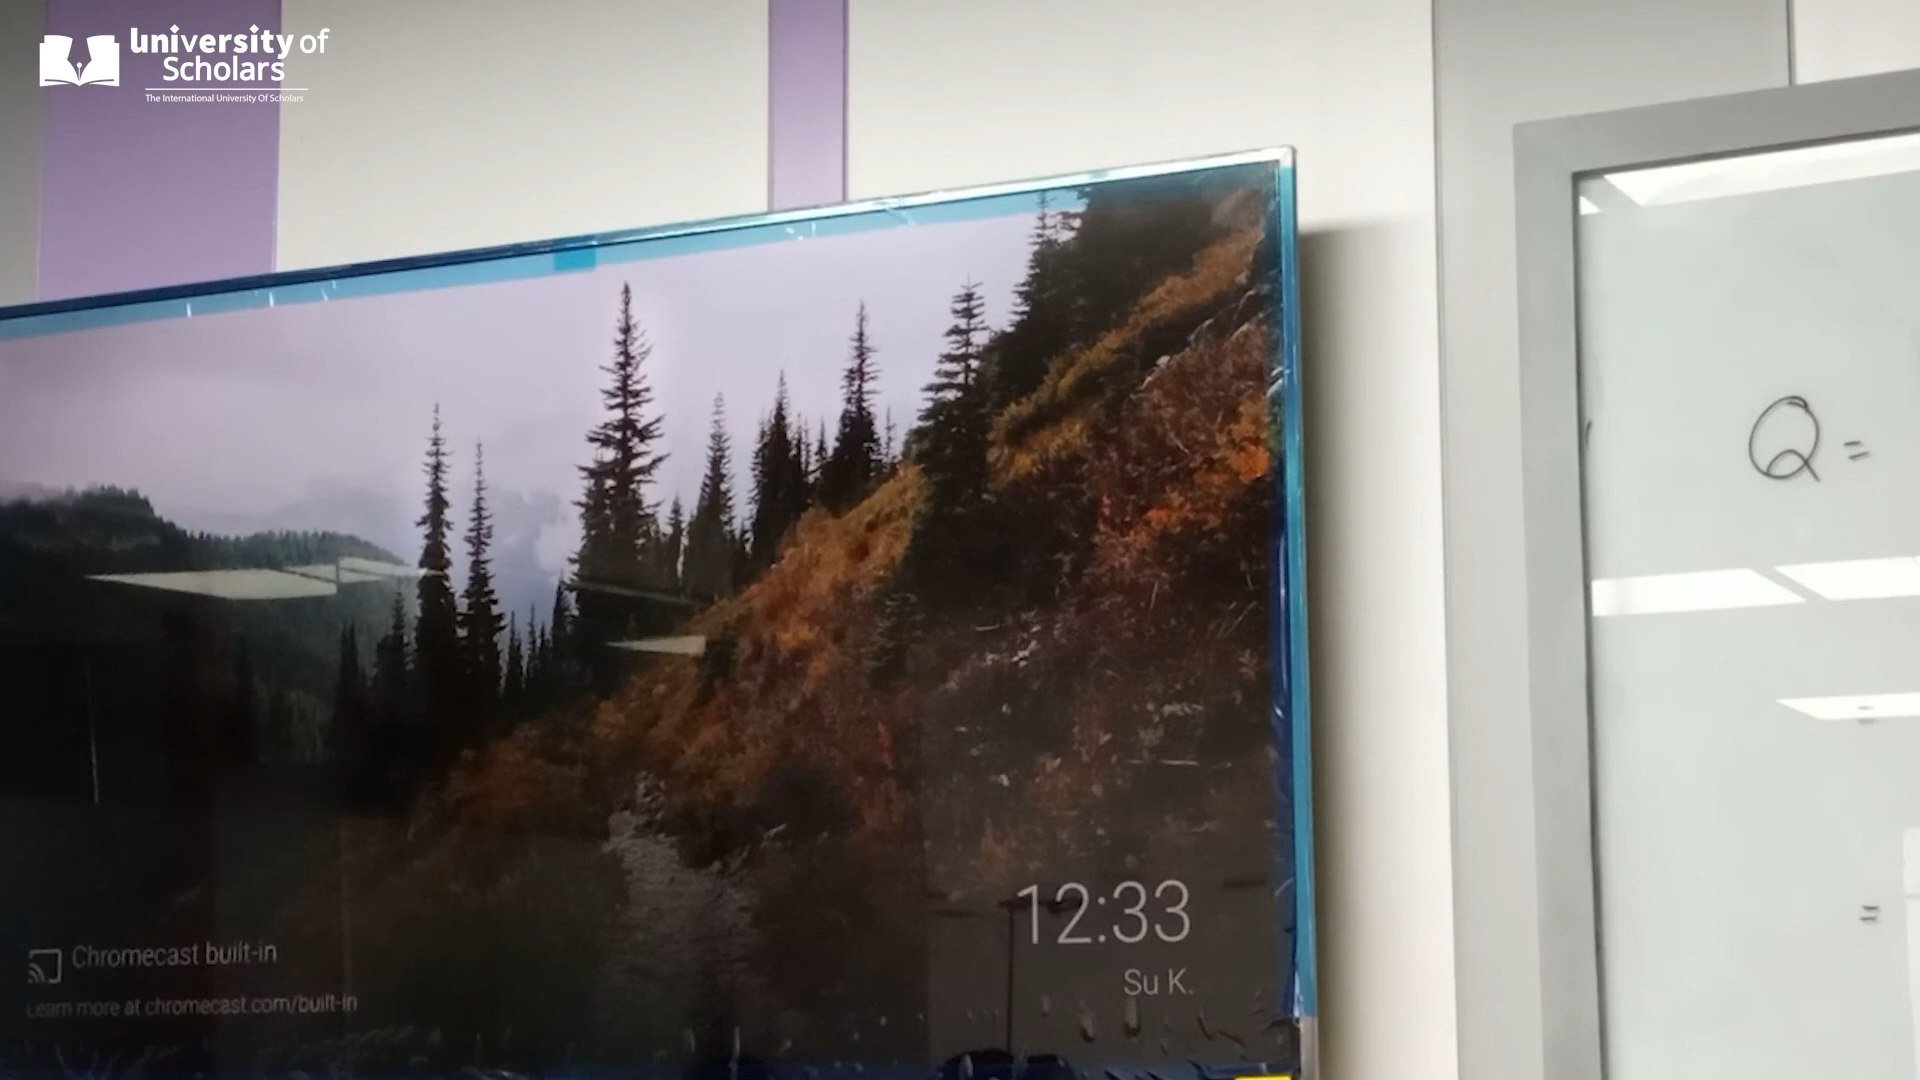 University of
Scholars
The International University Of Scholars
Q =
=
=
12:33
Su K.
Chromecast built-in
Learn more at chromecast.com/built-in